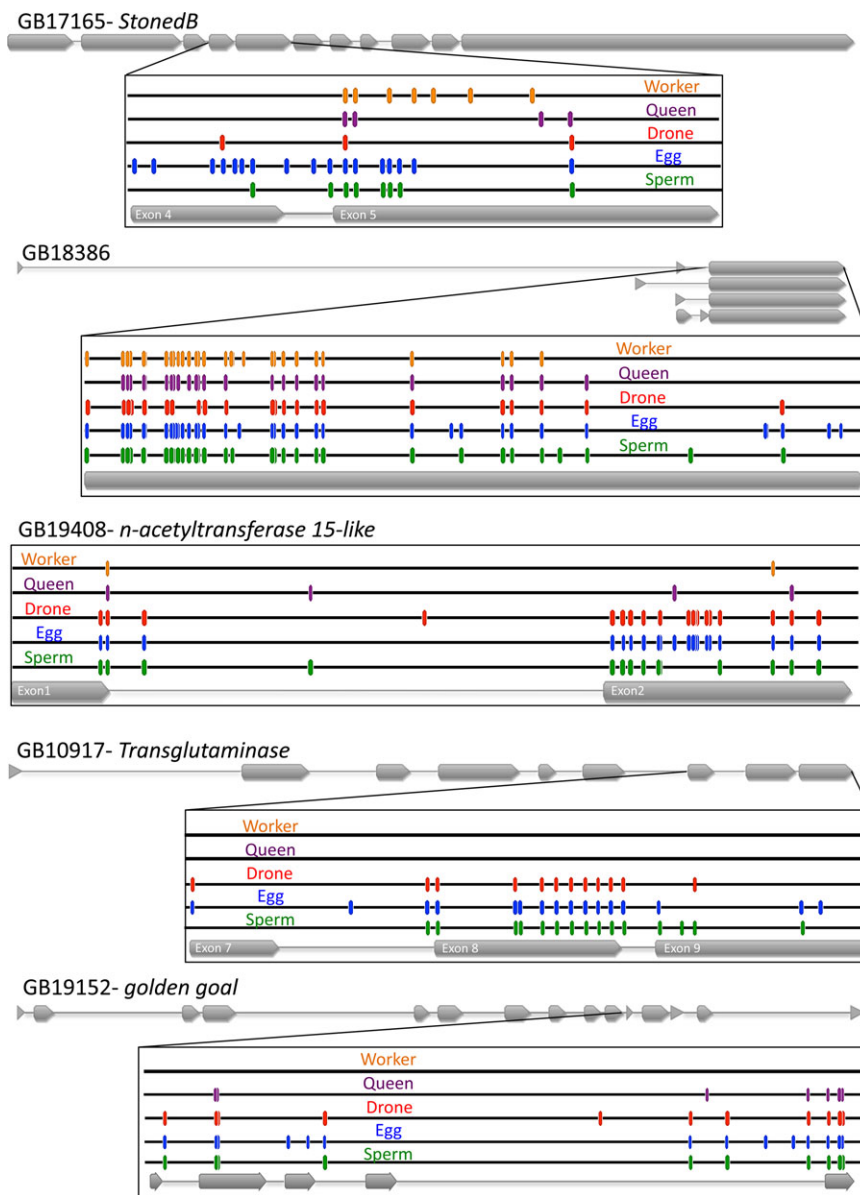 GB17165- StonedB
Worker
Queen
Drone
Egg
Sperm
Exon 4
Exon 5
GB18386
Worker
Queen
Drone
Egg
Sperm
GB19408- n-acetyltransferase 15-like
Worker
Queen
Drone
Egg
Sperm
Exon1
Exon2
GB10917- Transglutaminase
Worker
Queen
Drone
Egg
Sperm
Exon 7
Exon 8
Exon 9
GB19152- golden goal
Worker
Queen
Drone
Egg
Sperm